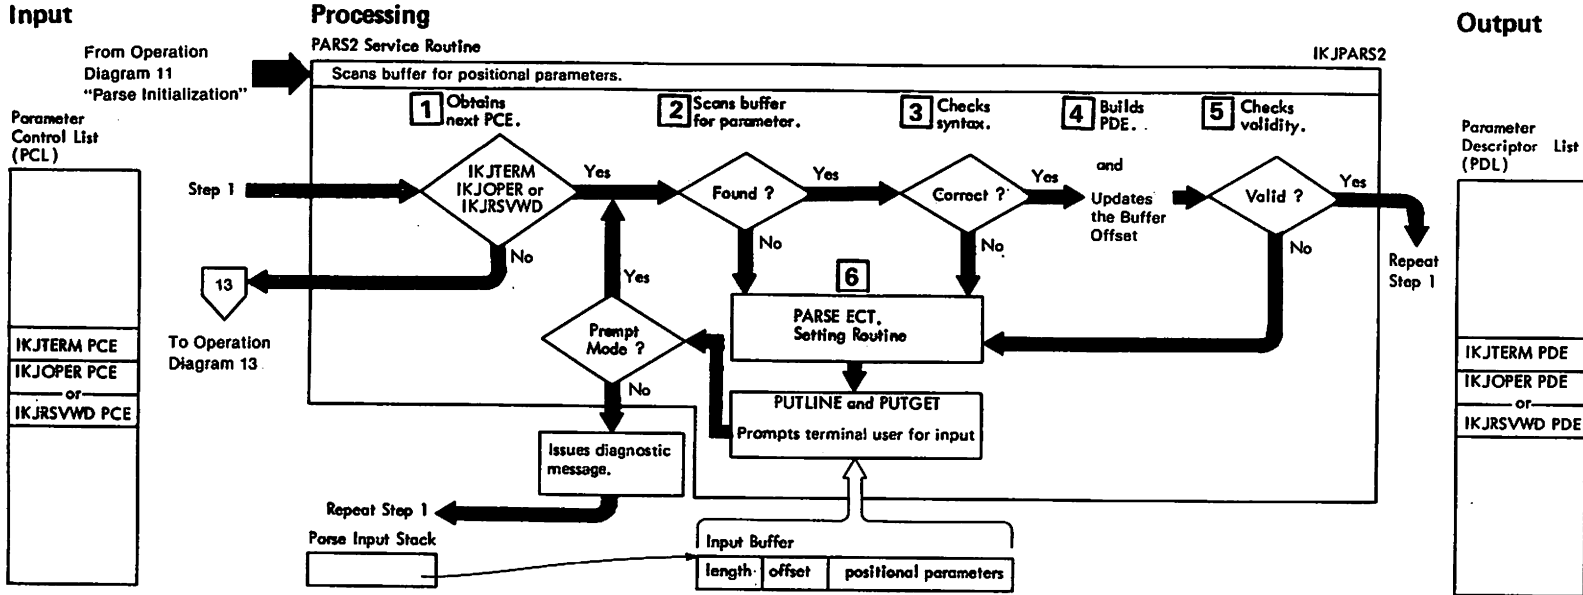 Input
Processing
Output
From Operation
Diagram 11
"Parse Initialization"
PARS2 Service Routine
IKJPARS2
Scans buffer for positional parameters.
Parameter
Control List
(PCL)
1 Obtains
next PCE.
2 Scans buffer
for parameter.
3 Checks
syntax.
4 Builds
PDE.
5 Checks
validity.
Parameter
Descriptor List
(PDL)
Step 1
IKJTERM
IKJOPER or
IKJRSVWD
Yes
Found ?
Yes
Correct ?
Yes
and
Updates
the Buffer
Offset
Valid ?
Yes
No
No
No
No
Repeat
Step 1
13
To Operation
Diagram 13
Yes
Prompt
Mode ?
No
6
PARSE ECT.
Setting Routine
PUTLINE and PUTGET
Prompts terminal user for input
IKJTERM PCE
IKJOPER PCE
or
IKJRSVWD PCE
IKJTERM PDE
IKJOPER PDE
or
IKJRSVWD PDE
Issues diagnostic
message.
Repeat Step 1
Parse Input Stack
Input Buffer
length
offset
positional parameters